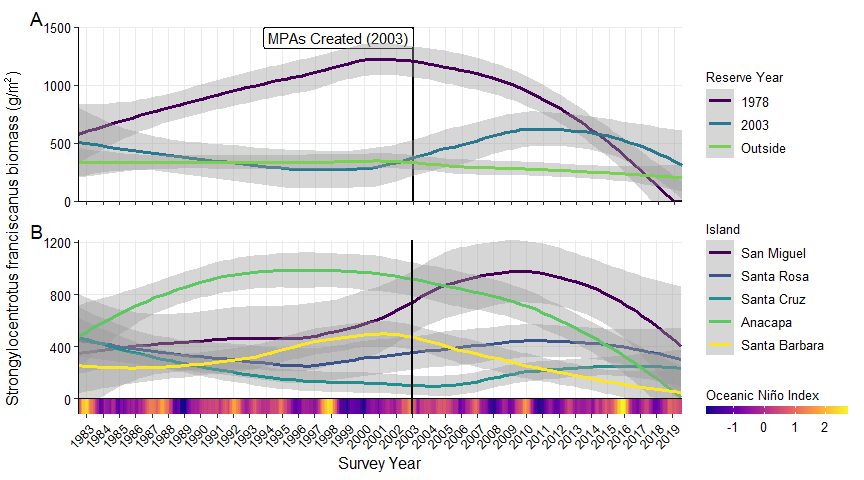 A
MPAs Created (2003)
1500
1000
500
0
Strongylocentrotus franciscanus biomass (g/m²)
Reserve Year
1978
2003
Outside
B
1200
800
400
0
Island
San Miguel
Santa Rosa
Santa Cruz
Anacapa
Santa Barbara
Oceanic Niño Index
-1 0 1 2
1983 1984 1985 1986 1987 1988 1989 1990 1991 1992 1993 1994 1995 1996 1997 1998 1999 2000 2001 2002 2003 2004 2005 2006 2007 2008 2009 2010 2011 2012 2013 2014 2015 2016 2017 2018 2019
Survey Year